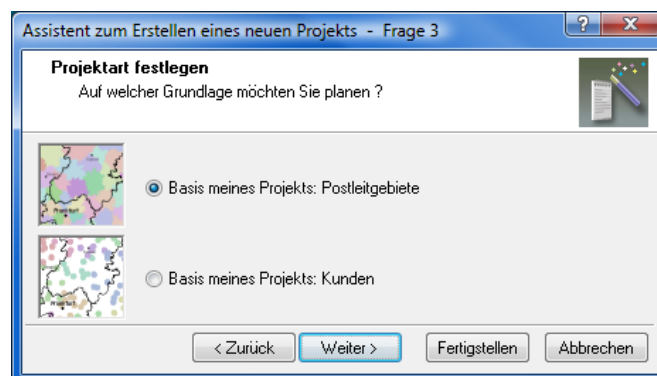 Assistent zum Erstellen eines neuen Projekts - Frage 3
Projektart festlegen
Auf welcher Grundlage möchten Sie planen ?
Basis meines Projekts: Postleitgebiete
Basis meines Projekts: Kunden
< Zurück
Weiter >
Fertigstellen
Abbrechen